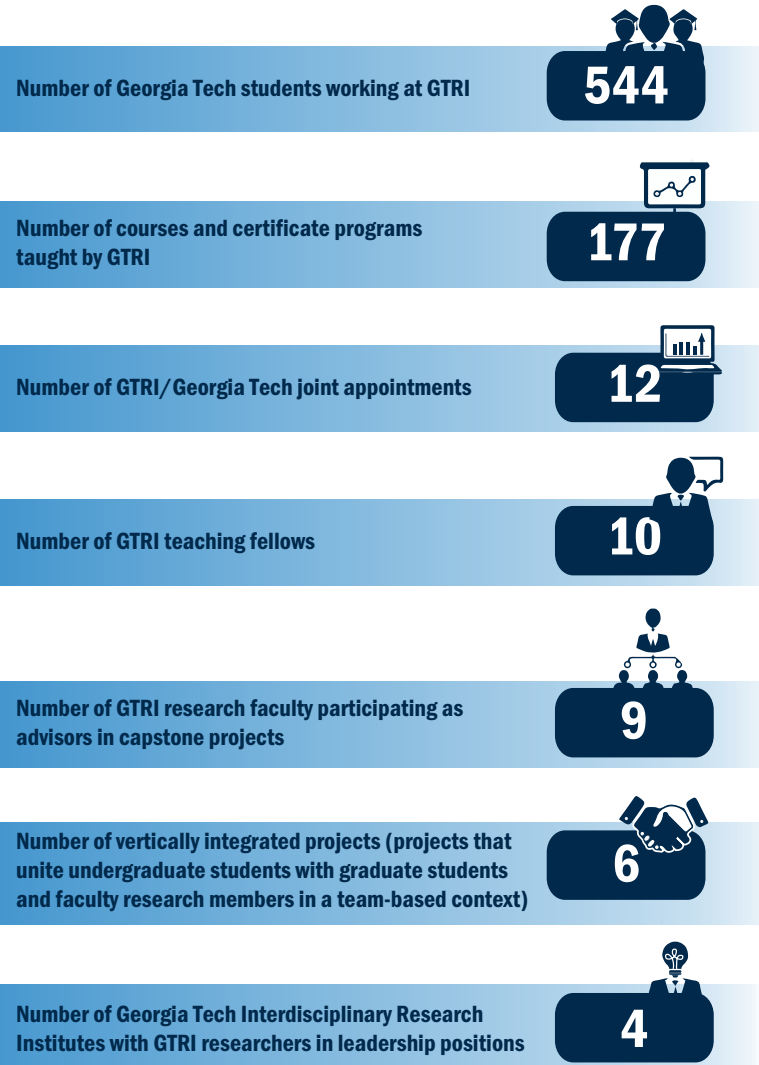 Number of Georgia Tech students working at GTRI
544
Number of courses and certificate programs
taught by GTRI
177
Number of GTRI/Georgia Tech joint appointments
12
Number of GTRI teaching fellows
10
Number of GTRI research faculty participating as
advisors in capstone projects
9
Number of vertically integrated projects (projects that
unite undergraduate students with graduate students
and faculty research members in a team-based context)
6
Number of Georgia Tech Interdisciplinary Research
Institutes with GTRI researchers in leadership positions
4